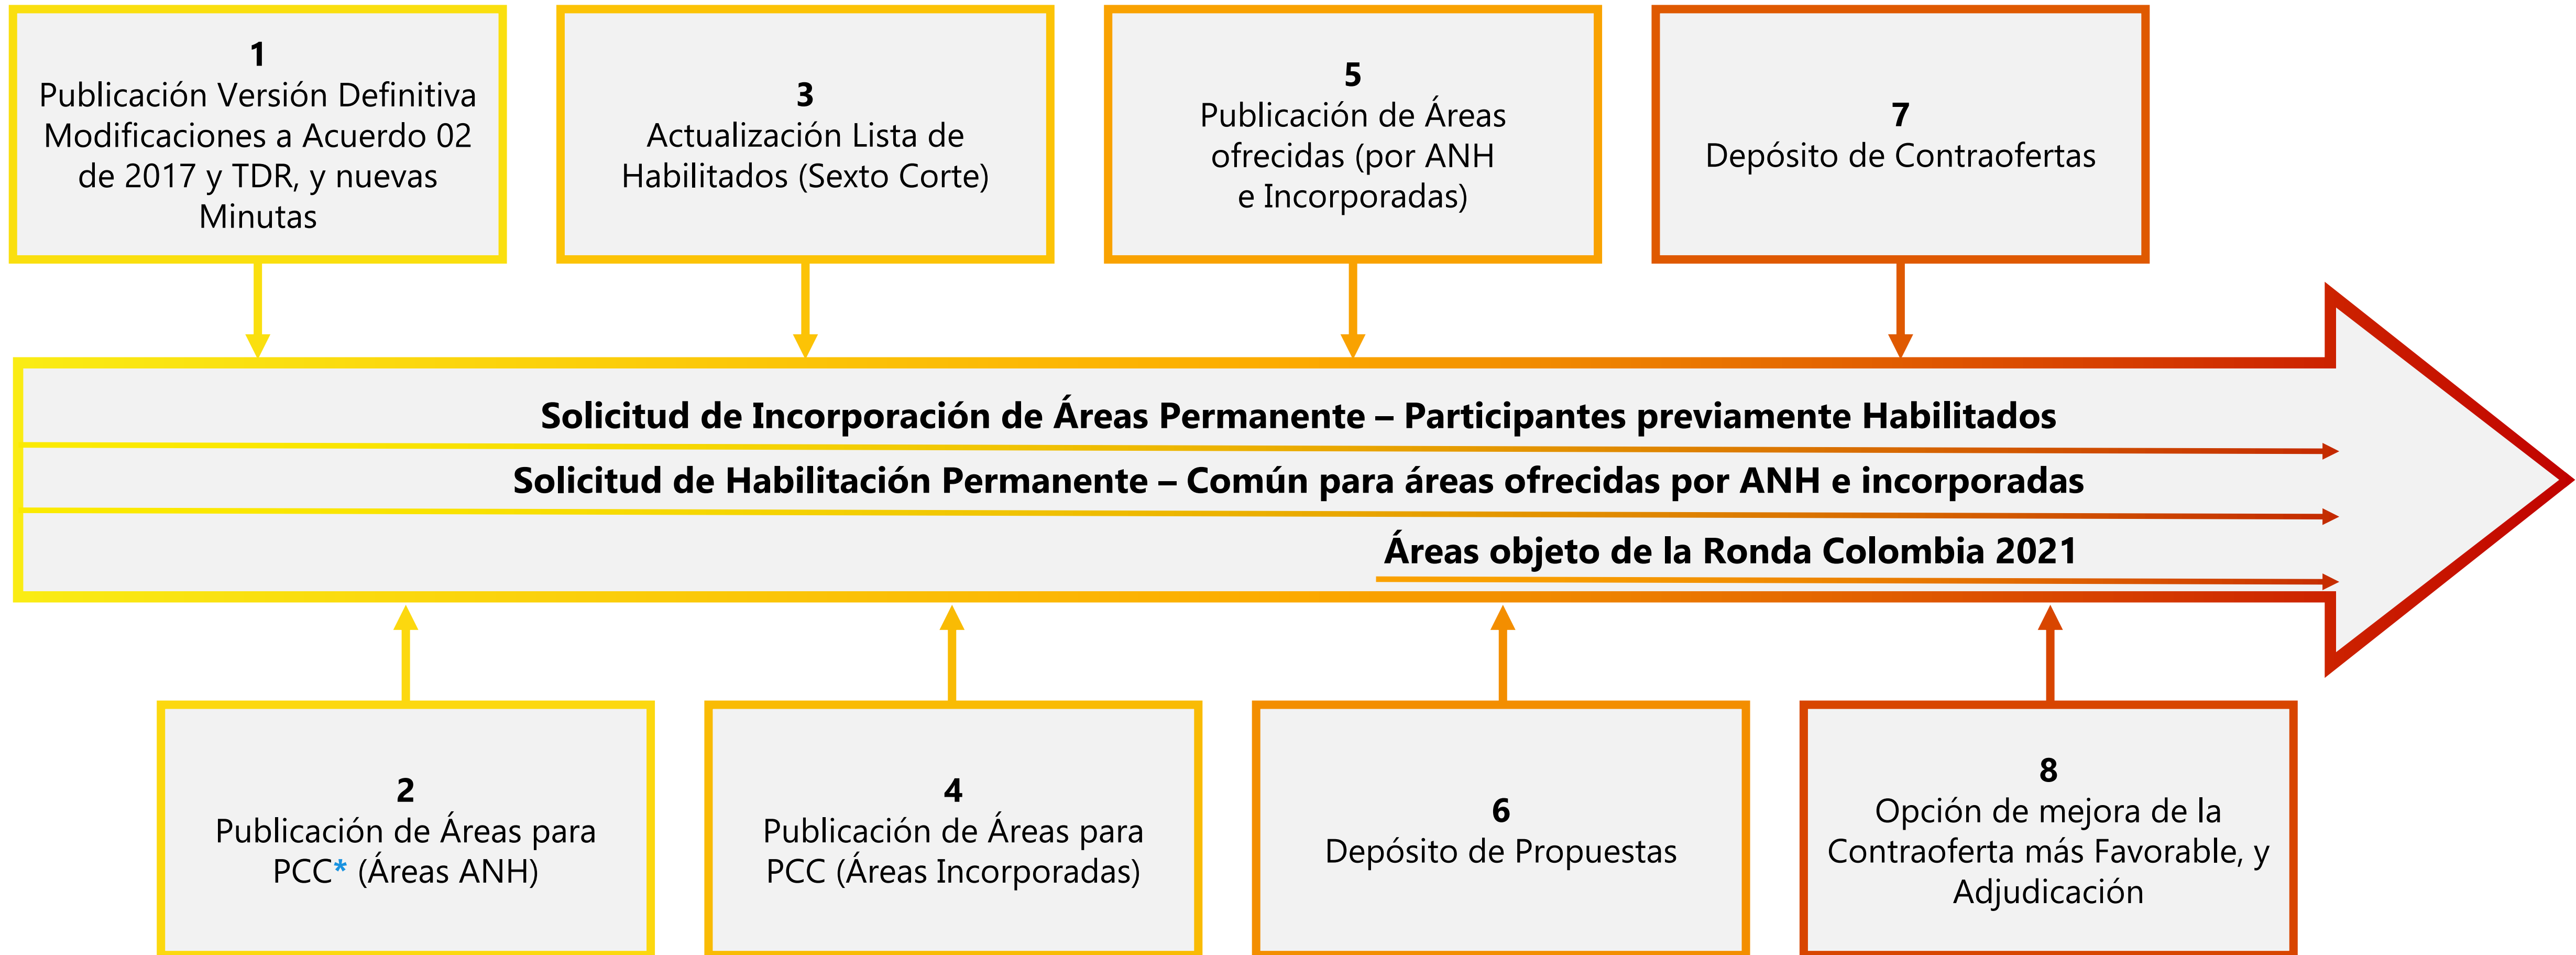 1
Publicación Versión Definitiva
Modificaciones a Acuerdo 02
de 2017 y TDR, y nuevas
Minutas
3
Actualización Lista de
Habilitados (Sexto Corte)
5
Publicación de Áreas
ofrecidas (por ANH
e Incorporadas)
7
Depósito de Contraofertas
Solicitud de Incorporación de Áreas Permanente – Participantes previamente Habilitados
Solicitud de Habilitación Permanente – Común para áreas ofrecidas por ANH e incorporadas
Áreas objeto de la Ronda Colombia 2021
2
Publicación de Áreas para
PCC* (Áreas ANH)
4
Publicación de Áreas para
PCC (Áreas Incorporadas)
6
Depósito de Propuestas
8
Opción de mejora de la
Contraoferta más Favorable, y
Adjudicación